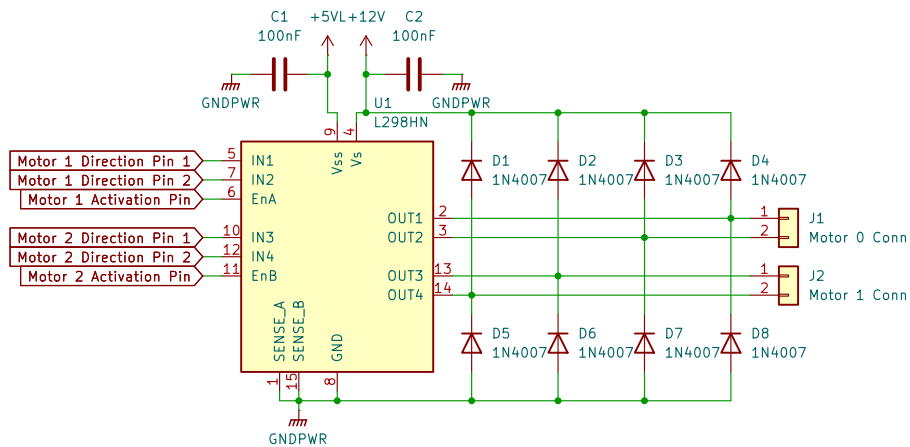 C1
100nF
+5VL+12V
C2
100nF
GNDPWR
GNDPWR
U1
L298HN
9
4
Vss
Vs
Motor 1 Direction Pin 1
5
IN1
Motor 1 Direction Pin 2
7
IN2
Motor 1 Activation Pin
6
EnA
Motor 2 Direction Pin 1
10
IN3
Motor 2 Direction Pin 2
12
IN4
Motor 2 Activation Pin
11
EnB
OUT1
2
OUT2
3
OUT3
13
OUT4
14
D1
1N4007
D2
1N4007
D3
1N4007
D4
1N4007
1
2
J1
Motor 0 Conn
1
2
J2
Motor 1 Conn
D5
1N4007
D6
1N4007
D7
1N4007
D8
1N4007
SENSE_A
SENSE_B
GND
1
15
8
GNDPWR